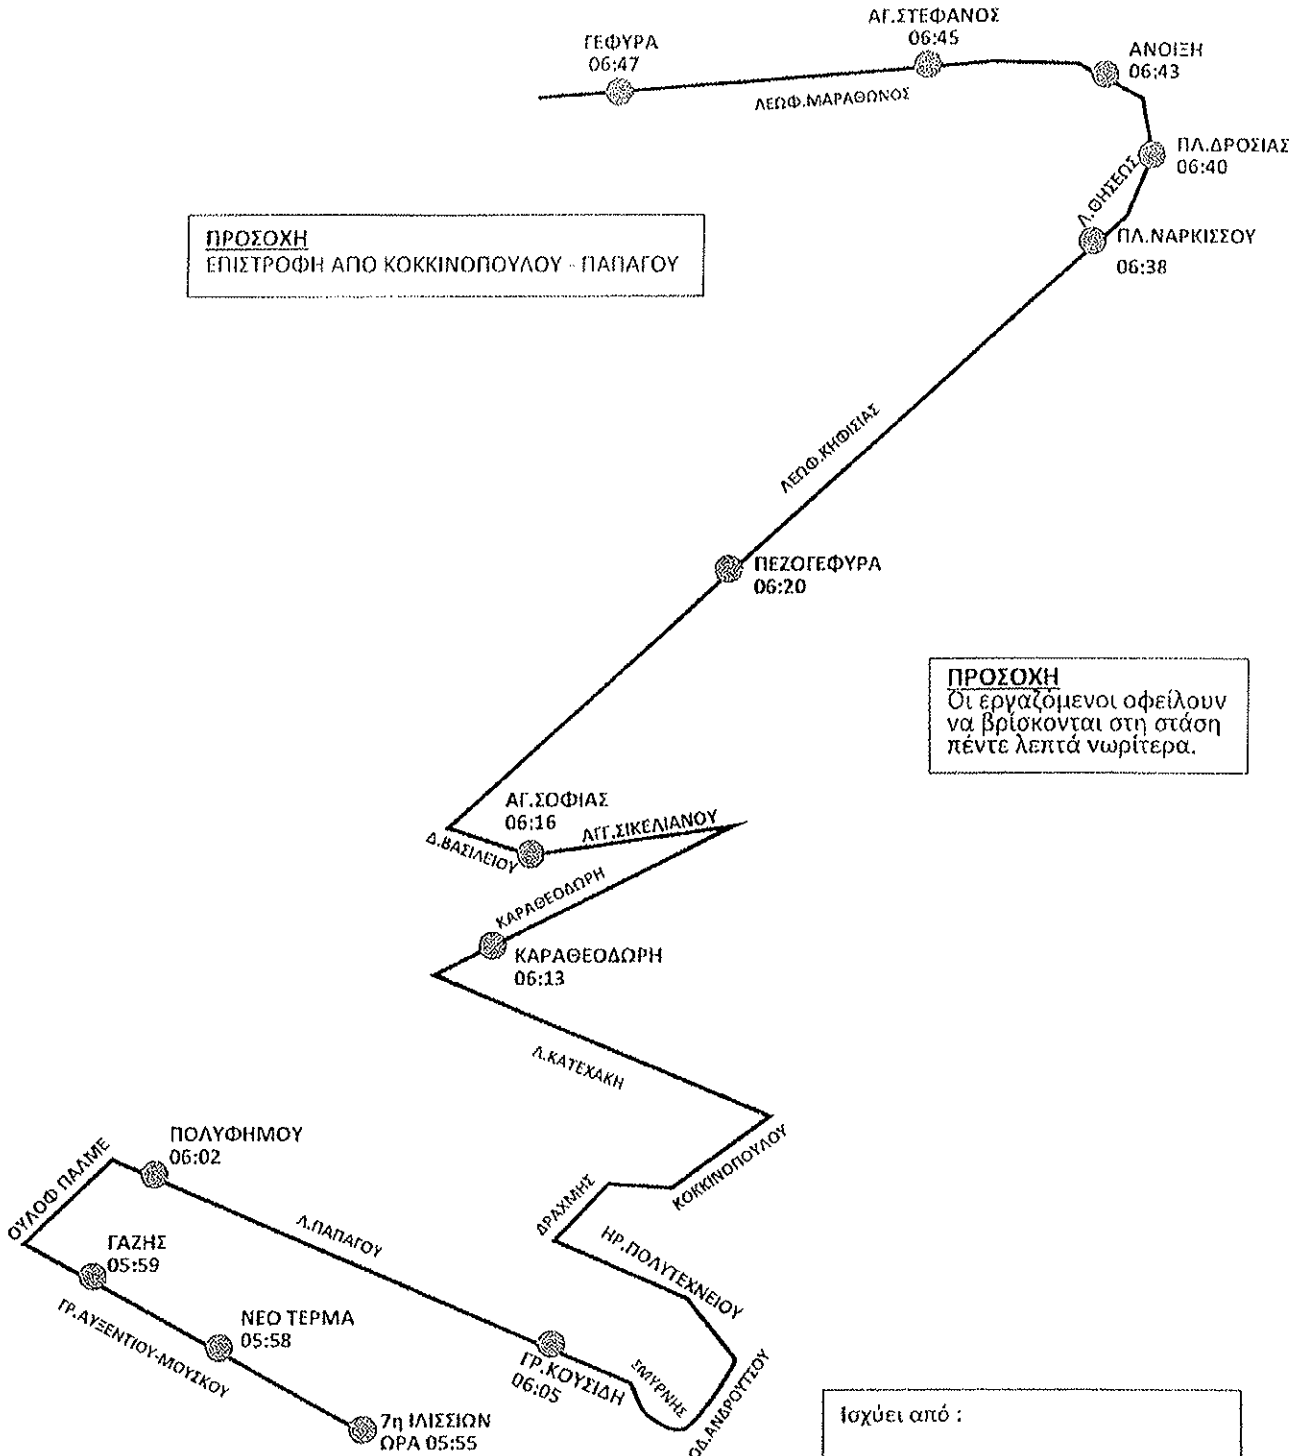 ΑΓ.ΣΤΕΦΑΝΟΣ
06:45
ΓΕΦΥΡΑ
06:47
ΑΝΟΙΞΗ
06:43
ΛΕΩΦ.ΜΑΡΑΘΩΝΟΣ
ΠΛ.ΔΡΟΣΙΑΣ
06:40
Λ.ΘΗΣΕΩΣ
ΠΛ.ΝΑΡΚΙΣΣΟΥ
06:38
ΠΡΟΣΟΧΗ
ΕΠΙΣΤΡΟΦΗ ΑΠΟ ΚΟΚΚΙΝΟΠΟΥΛΟΥ - ΠΑΠΑΓΟΥ
ΛΕΩΦ.ΚΗΦΙΣΙΑΣ
ΠΕΖΟΓΕΦΥΡΑ
06:20
ΠΡΟΣΟΧΗ
Οι εργαζόμενοι οφείλουν
να βρίσκονται στη στάση
πέντε λεπτά νωρίτερα.
ΑΓ.ΣΟΦΙΑΣ
06:16
ΑΓΓ.ΣΙΚΕΛΙΑΝΟΥ
Δ.ΒΑΣΙΛΕΙΟΥ
ΚΑΡΑΘΕΟΔΩΡΗ
ΚΑΡΑΘΕΟΔΩΡΗ
06:13
Λ.ΚΑΤΕΧΑΚΗ
ΚΟΚΚΙΝΟΠΟΥΛΟΥ
ΔΡΑΧΜΗΣ
ΗΡ.ΠΟΛΥΤΕΧΝΕΙΟΥ
ΠΟΛΥΦΗΜΟΥ
06:02
ΟΥΛΟΦ ΠΑΛΜΕ
Λ.ΠΑΠΑΓΟΥ
ΓΑΖΗΣ
05:59
ΓΡ.ΑΥΞΕΝΤΙΟΥ-ΜΟΥΣΚΟΥ
ΝΕΟ ΤΕΡΜΑ
05:58
ΓΡ.ΚΟΥΣΙΔΗ
06:05
ΣΜΥΡΝΗΣ
ΟΔ.ΑΝΔΡΟΥΤΣΟΥ
7η ΙΛΙΣΣΙΩΝ
ΩΡΑ 05:55
Ισχύει από :